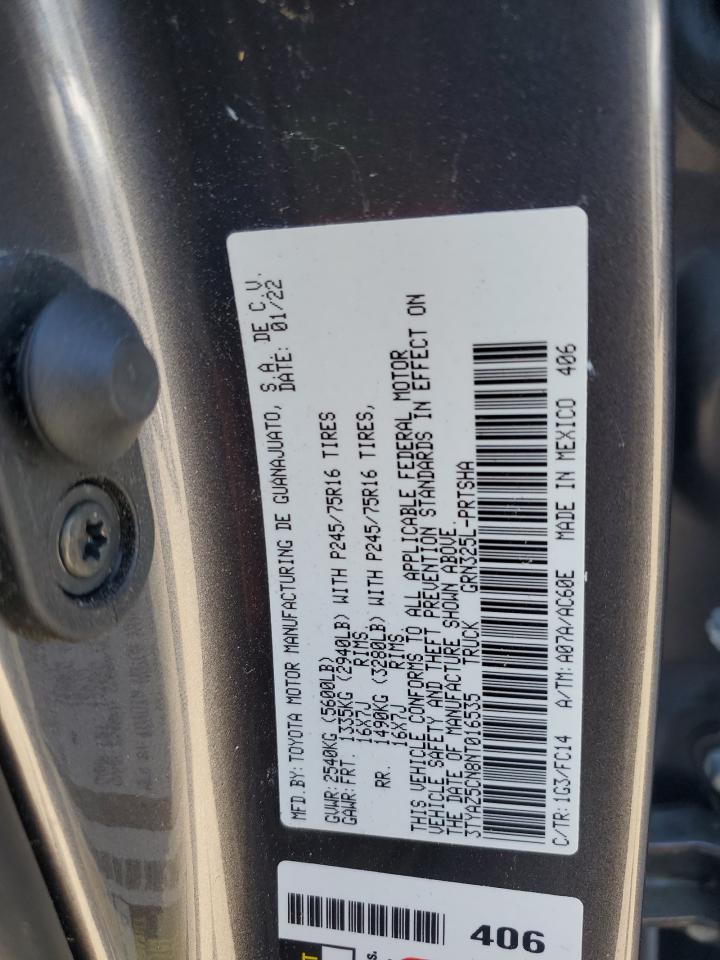 MFD.BY:TOYOTA MOTOR MANUFACTURING DE GUANAJUATO, S.A. DE C.V.
DATE: 01/22
GVWR:2540KG (5600LB)
GAWR:FRT. 1335KG (2940LB) WITH P245/75R16 TIRES
16X7J RIMS
RR. 1490KG (3280LB) WITH P245/75R16 TIRES,
16X7J RIMS.
THIS VEHICLE CONFORMS TO ALL APPLICABLE FEDERAL MOTOR
VEHICLE SAFETY AND THEFT PREVENTION STANDARDS IN EFFECT ON
THE DATE OF MANUFACTURE SHOWN ABOVE.
3TYAZ5CN8NT016535 TRUCK GRN325L-PRTSHA
C/TR:1G3/FC14 A/TM:A07A/AC60E MADE IN MEXICO 406
406